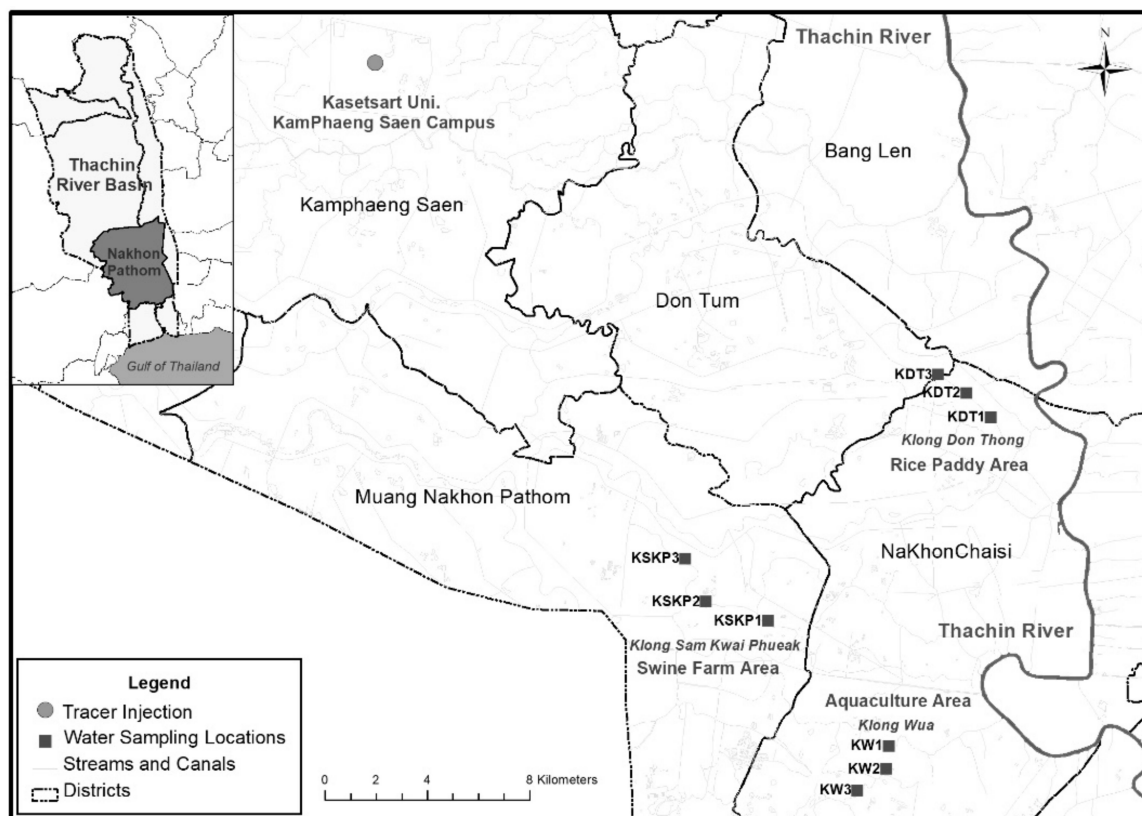 Thachin
River Basin
Nakhon
Pathom
Gulf of Thailand
Kasetsart Uni.
KamPhaeng Saen Campus
Kamphaeng Saen
Thachin River
N
Bang Len
Don Tum
KDT3
KDT2
KDT1
Klong Don Thong
Rice Paddy Area
Muang Nakhon Pathom
NaKhonChaisi
KSKP3
KSKP2
KSKP1
Klong Sam Kwai Phueak
Swine Farm Area
Thachin River
Aquaculture Area
Klong Wua
KW1
KW2
KW3
Legend
Tracer Injection
Water Sampling Locations
Streams and Canals
Districts
0 2 4 8 Kilometers